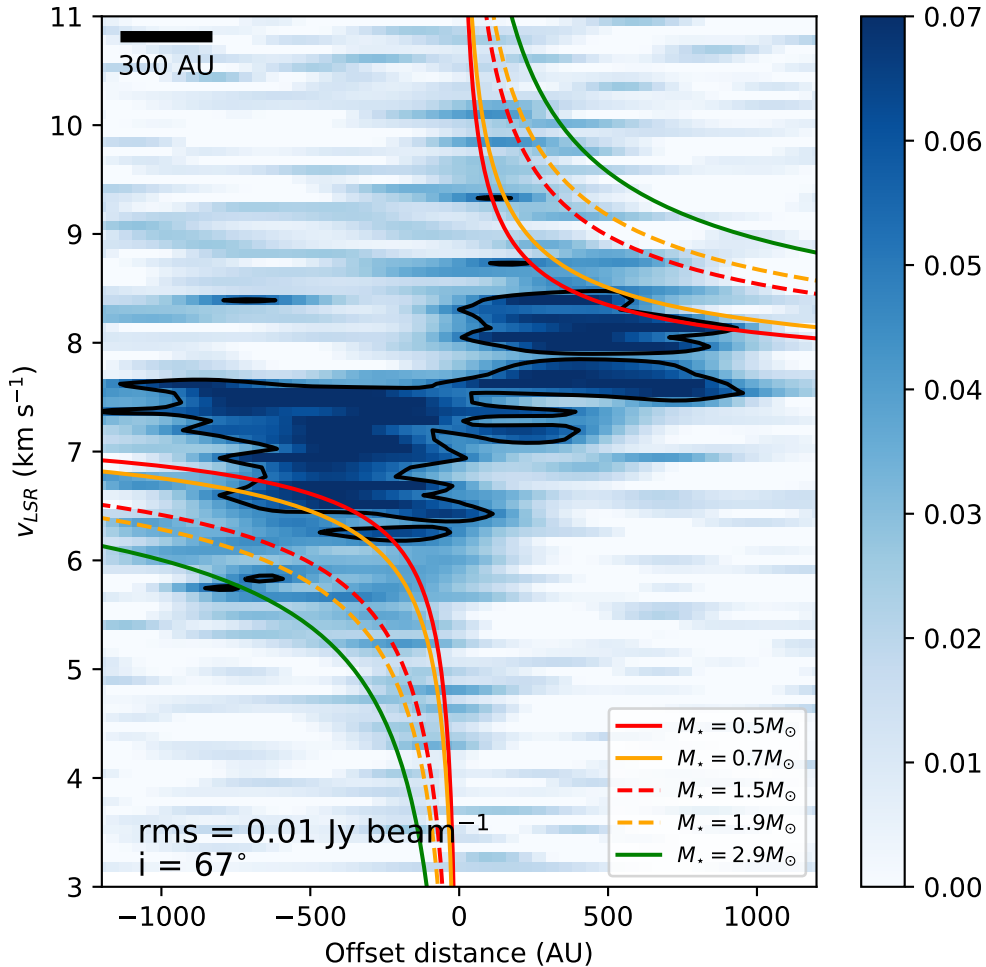 11
10
9
8
7
6
5
4
3
v_LSR (km s⁻¹)
300 AU
rms = 0.01 Jy beam⁻¹
i = 67°
M⋆ = 0.5M⊙
M⋆ = 0.7M⊙
M⋆ = 1.5M⊙
M⋆ = 1.9M⊙
M⋆ = 2.9M⊙
−1000 −500 0 500 1000
Offset distance (AU)
0.07
0.06
0.05
0.04
0.03
0.02
0.01
0.00